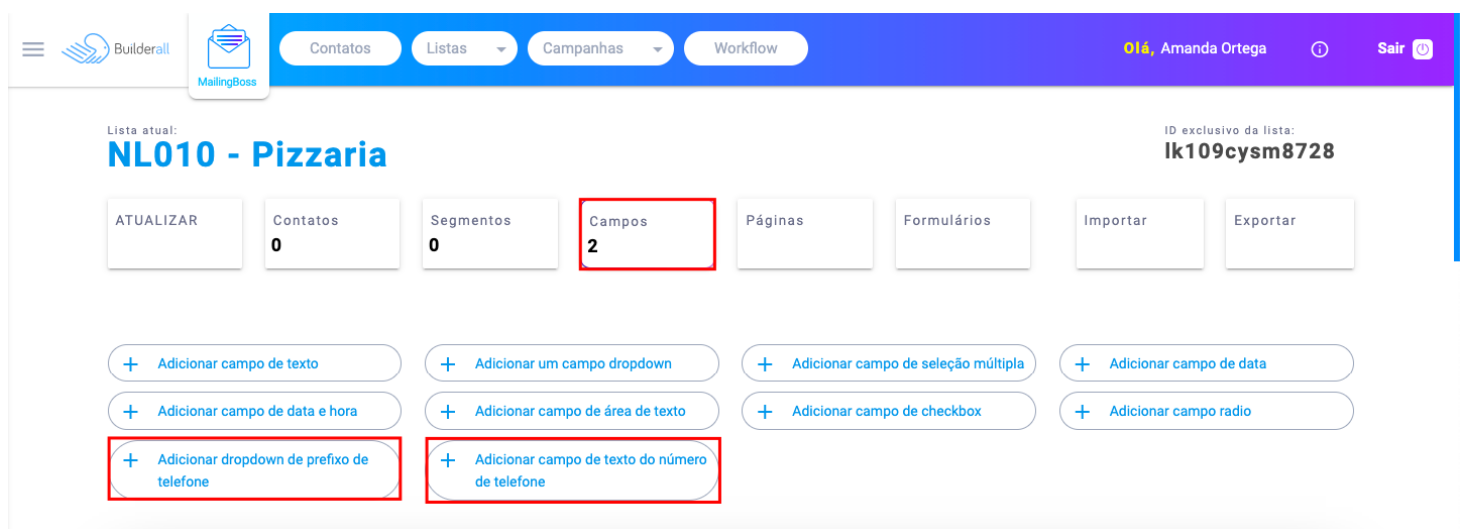 Builderall
MailingBoss
Contatos
Listas
Campanhas
Workflow
Olá, Amanda Ortega
Sair
Lista atual:
NL010 - Pizzaria
ID exclusivo da lista:
lk109cysm8728
ATUALIZAR
Contatos
0
Segmentos
0
Campos
2
Páginas
Formulários
Importar
Exportar
+ Adicionar campo de texto
+ Adicionar um campo dropdown
+ Adicionar campo de seleção múltipla
+ Adicionar campo de data
+ Adicionar campo de data e hora
+ Adicionar campo de área de texto
+ Adicionar campo de checkbox
+ Adicionar campo radio
+ Adicionar dropdown de prefixo de
telefone
+ Adicionar campo de texto do número
de telefone